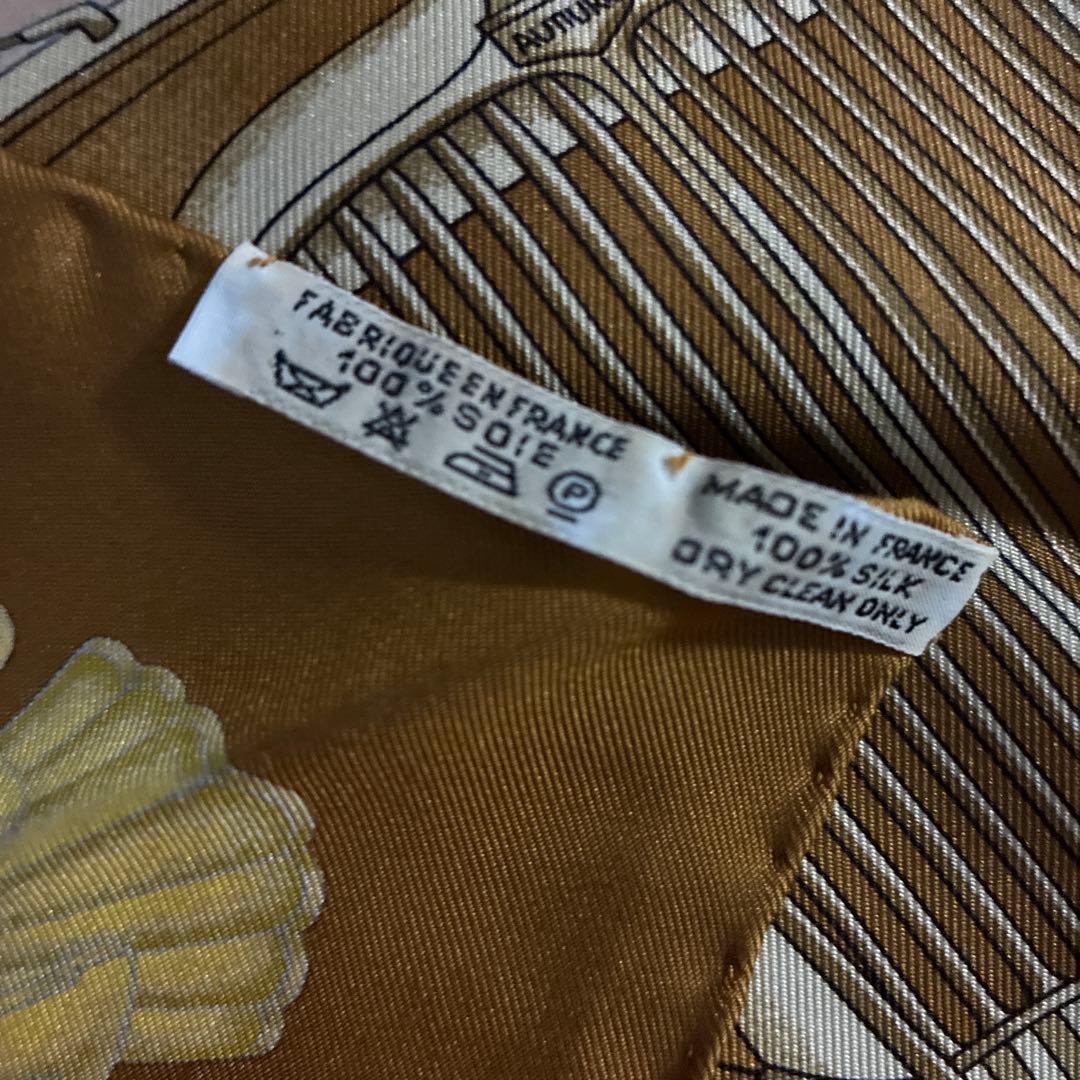 FABRIQUE EN FRANCE
100% SOIE
P
MADE IN FRANCE
100% SILK
DRY CLEAN ONLY